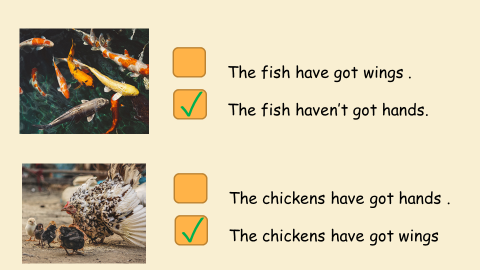 The fish have got wings .
The fish haven't got hands.
The chickens have got hands .
The chickens have got wings